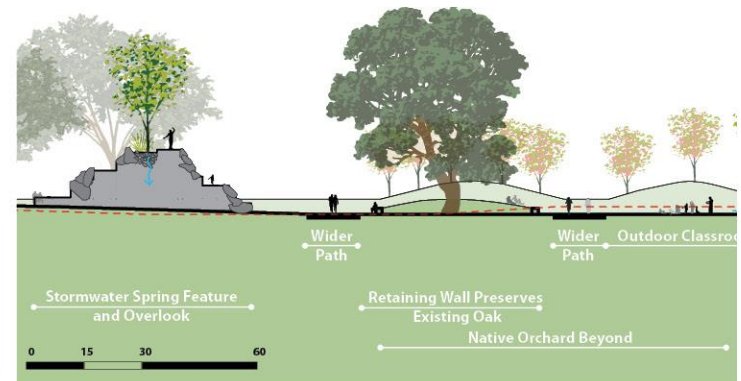 Wider
Path
Wider
Path
Outdoor Classro
Stormwater Spring Feature
and Overlook
Retaining Wall Preserves
Existing Oak
Native Orchard Beyond
0 15 30 60